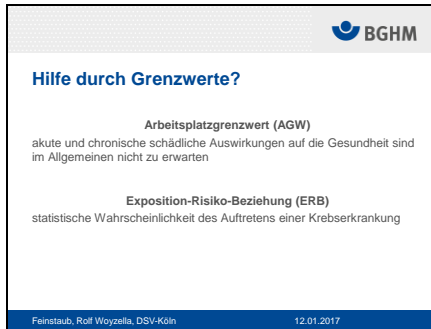 BGHM
Hilfe durch Grenzwerte?
Arbeitsplatzgrenzwert (AGW)
akute und chronische schädliche Auswirkungen auf die Gesundheit sind
im Allgemeinen nicht zu erwarten
Exposition-Risiko-Beziehung (ERB)
statistische Wahrscheinlichkeit des Auftretens einer Krebserkrankung
Feinstaub, Rolf Woyzella, DSV-Köln 12.01.2017